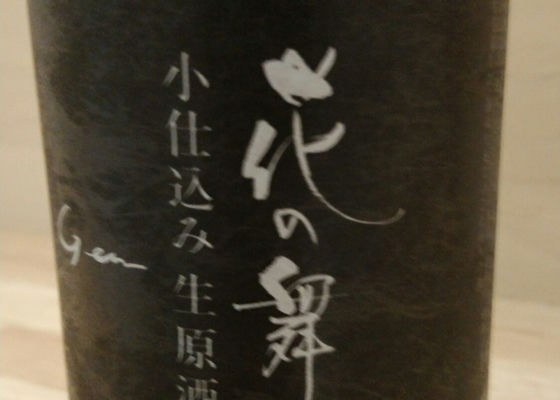 花の舞
小仕込み 生原酒
Gen